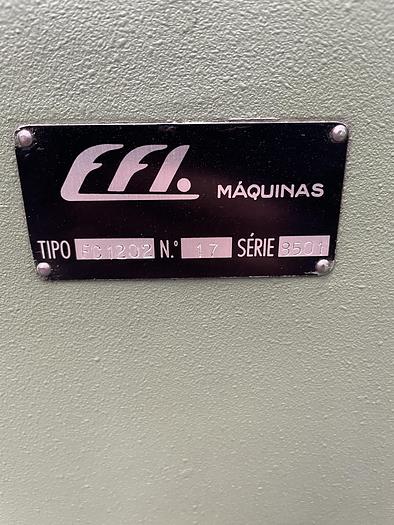 EFI.
MÁQUINAS
TIPO FC1202 N.º 17 SÉRIE 8501